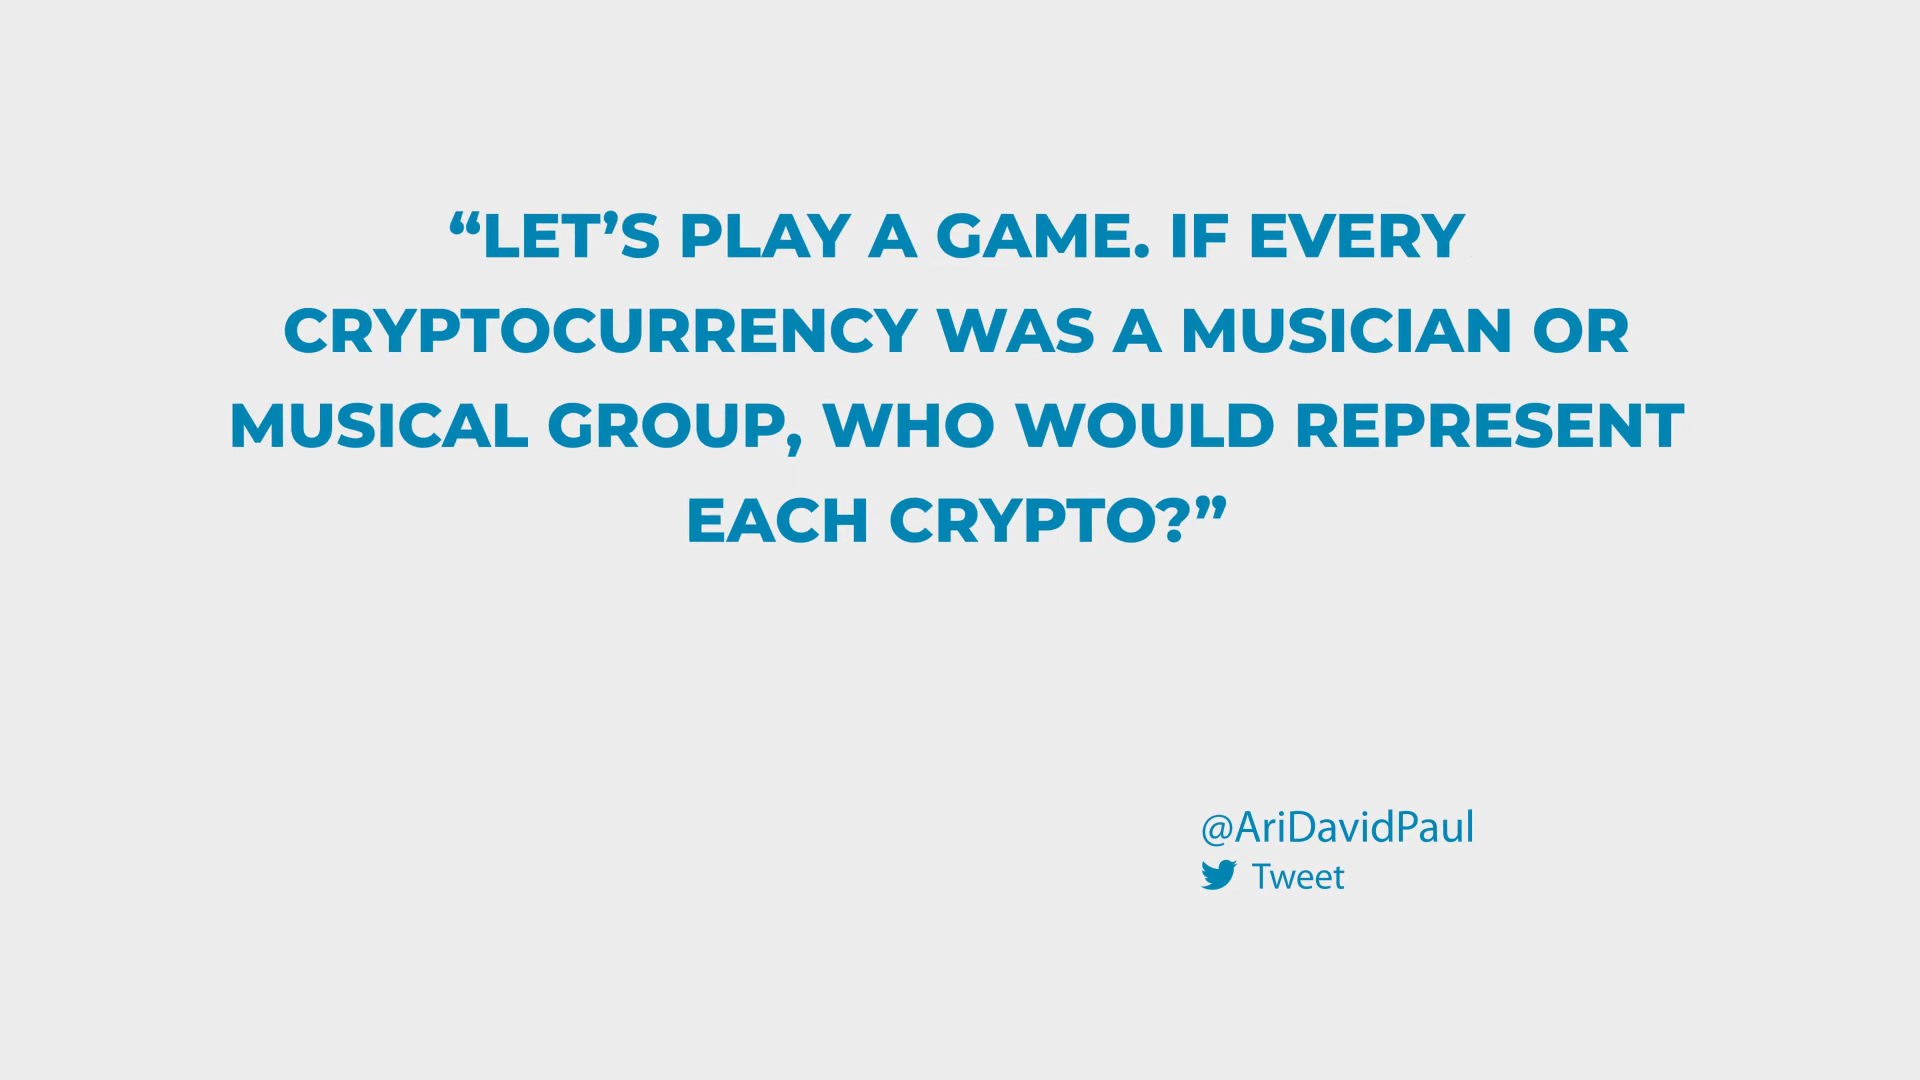 “LET’S PLAY A GAME. IF EVERY
CRYPTOCURRENCY WAS A MUSICIAN OR
MUSICAL GROUP, WHO WOULD REPRESENT
EACH CRYPTO?”
@AriDavidPaul
Tweet